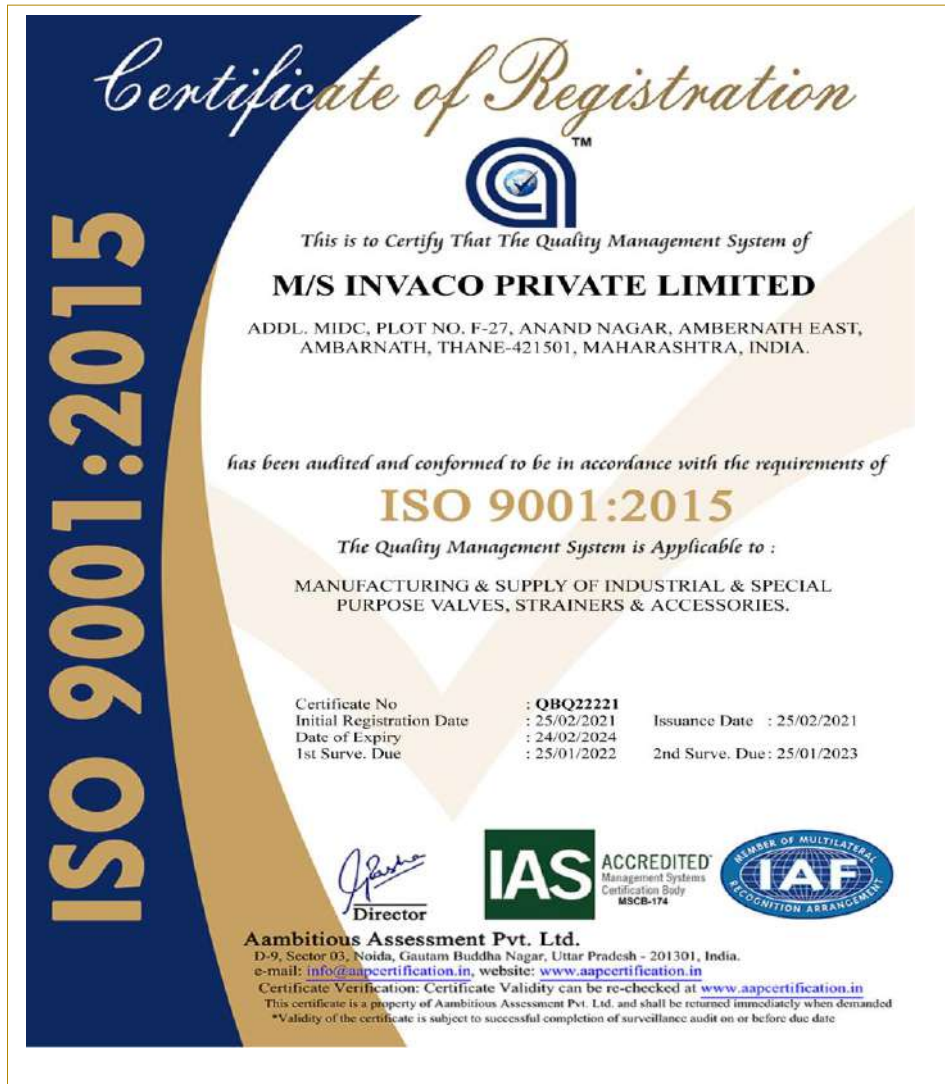 Certificate of Registration
TM
This is to Certify That The Quality Management System of
M/S INVACO PRIVATE LIMITED
ADDL. MIDC, PLOT NO. F-27, ANAND NAGAR, AMBERNATH EAST,
AMBARNATH, THANE-421501, MAHARASHTRA, INDIA.
has been audited and conformed to be in accordance with the requirements of
ISO 9001:2015
The Quality Management System is Applicable to :
MANUFACTURING & SUPPLY OF INDUSTRIAL & SPECIAL
PURPOSE VALVES, STRAINERS & ACCESSORIES.
Certificate No : QBQ22221
Initial Registration Date : 25/02/2021 Issuance Date : 25/02/2021
Date of Expiry : 24/02/2024
1st Surve. Due : 25/01/2022 2nd Surve. Due : 25/01/2023
ISO 9001:2015
Director
IAS
ACCREDITED
Management Systems
Certification Body
MSCB-174
MEMBER OF MULTILATERAL
IAF
RECOGNITION ARRANGEMENT
Aambitious Assessment Pvt. Ltd.
D-9, Sector 03, Noida, Gautam Buddha Nagar, Uttar Pradesh - 201301, India.
e-mail: info@aapcertification.in, website: www.aapcertification.in
Certificate Verification: Certificate Validity can be re-checked at www.aapcertification.in
This certificate is a property of Aambitious Assessment Pvt. Ltd. and shall be returned immediately when demanded
*Validity of the certificate is subject to successful completion of surveillance audit on or before due date